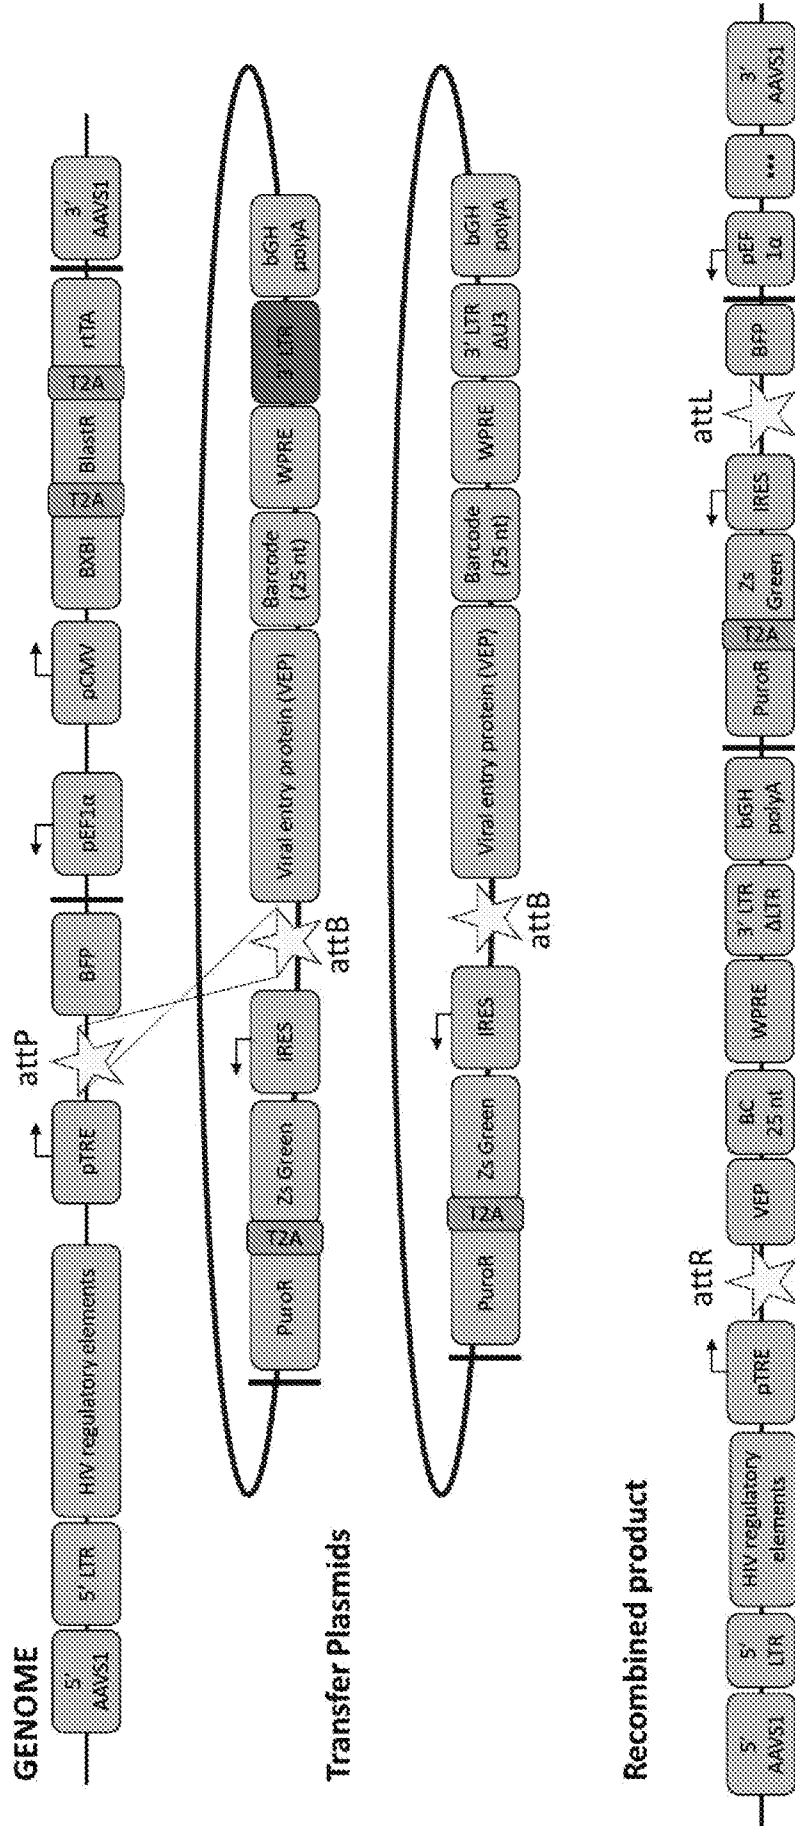 GENOME
5'
AAVS1
5' LTR
HIV regulatory elements
pTRE
attP
BFP
pEF1α
pCMV
BXBI
T2A
BlastR
T2A
rtTA
3'
AAVS1
Transfer Plasmids
PuroR
T2A
Zs Green
IRES
attB
Viral entry protein (VEP)
Barcode
(25 nt)
WPRE
3' LTR
bGH
polyA
PuroR
T2A
Zs Green
IRES
attB
Viral entry protein (VEP)
Barcode
(25 nt)
WPRE
3' LTR
ΔU3
bGH
polyA
Recombined product
5'
AAVS1
5'
LTR
HIV regulatory
elements
pTRE
attR
VEP
BC
25 nt
WPRE
3' LTR
ΔLTR
bGH
polyA
PuroR
T2A
Zs
Green
IRES
attL
BFP
pEF
1α
...
3'
AAVS1